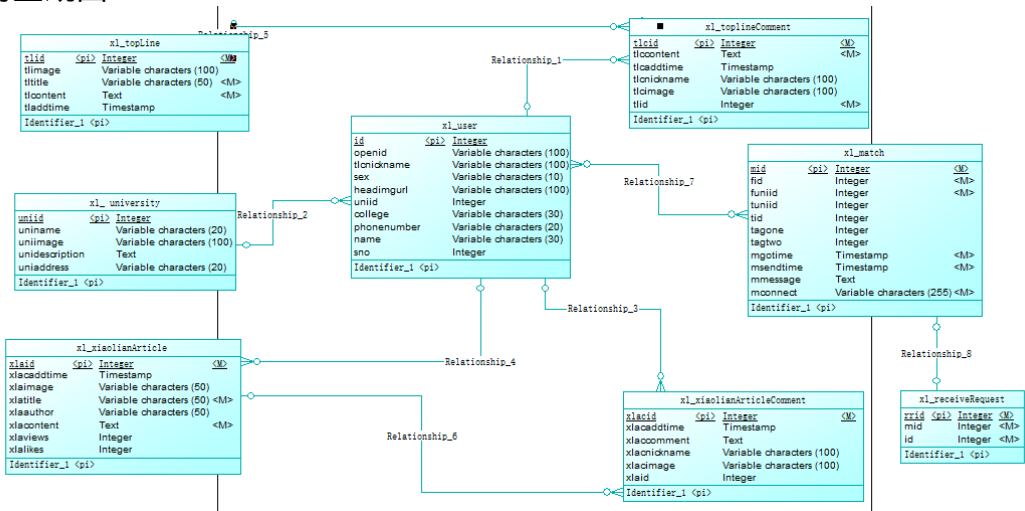 Relationship_5
xl_topLine
tlid <pi> Integer <M>
tlimage Variable characters (100)
tltitle Variable characters (50) <M>
tlcontent Text <M>
tladdtime Timestamp
Identifier_1 <pi>
xl_toplineComment
tlcid <pi> Integer <M>
tlccontent Text <M>
tlcaddtime Timestamp
tlcnickname Variable characters (100)
tlcimage Variable characters (100)
tlid Integer <M>
Identifier_1 <pi>
Relationship_1
xl_user
id <pi> Integer
openid Variable characters (100)
tlcnickname Variable characters (100)
sex Variable characters (10)
headimgurl Variable characters (100)
uniid Integer
college Variable characters (30)
phonenumber Variable characters (20)
name Variable characters (30)
sno Integer
Identifier_1 <pi>
Relationship_7
xl_match
mid <pi> Integer <M>
fid Integer <M>
funiid Integer <M>
tuniid Integer
tid Integer
tagone Integer
tagtwo Integer
mgotime Timestamp <M>
msendtime Timestamp <M>
mmessage Text
mconnect Variable characters (255) <M>
Identifier_1 <pi>
xl_ university
uniid <pi> Integer
uniname Variable characters (20)
uniimage Variable characters (100)
unidescription Text
uniaddress Variable characters (20)
Identifier_1 <pi>
Relationship_2
Relationship_3
Relationship_4
Relationship_8
xl_xiaolianArticle
xlaid <pi> Integer <M>
xlacaddtime Timestamp
xlaimage Variable characters (50)
xlatitle Variable characters (50) <M>
xlaauthor Variable characters (50)
xlacontent Text <M>
xlaviews Integer
xlalikes Integer
Identifier_1 <pi>
Relationship_6
xl_xiaolianArticleComment
xlacid <pi> Integer <M>
xlacaddtime Timestamp
xlaccomment Text
xlacnickname Variable characters (100)
xlacimage Variable characters (100)
xlaid Integer
Identifier_1 <pi>
xl_receiveRequest
rrid <pi> Integer <M>
mid Integer <M>
id Integer <M>
Identifier_1 <pi>